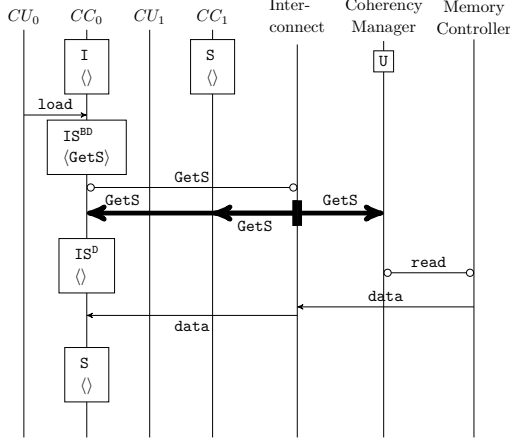 CU₀ CC₀ CU₁ CC₁ Inter-connect Coherency Manager Memory Controller
I
⟨⟩
S
⟨⟩
U
load
IS^BD
⟨GetS⟩
GetS
GetS GetS
GetS
IS^D
⟨⟩
read
data
data
S
⟨⟩